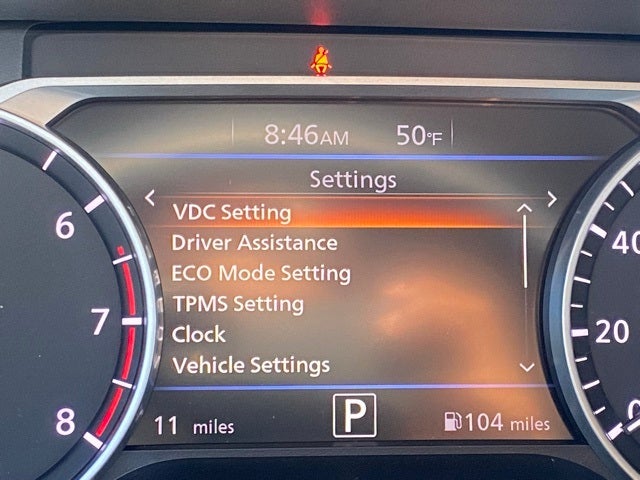 8:46AM 50°F
Settings
VDC Setting
Driver Assistance
ECO Mode Setting
TPMS Setting
Clock
Vehicle Settings
11 miles P 104 miles
6
7
8
40
20
0